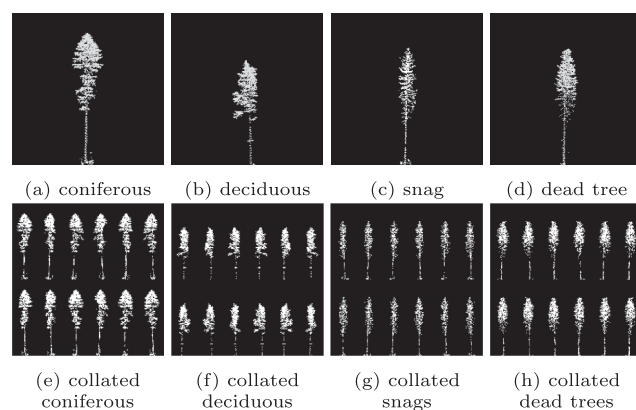 (a) coniferous
(b) deciduous
(c) snag
(d) dead tree
(e) collated
coniferous
(f) collated
deciduous
(g) collated
snags
(h) collated
dead trees